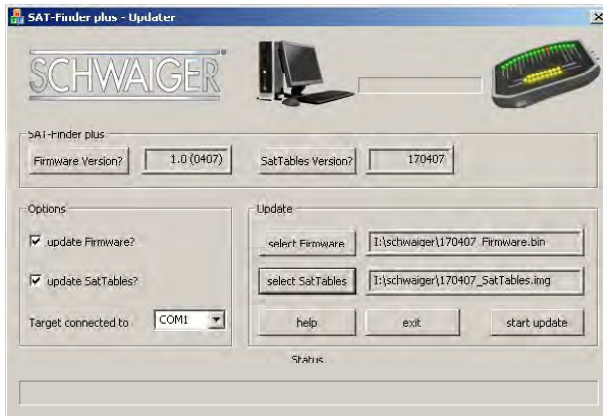 SAT-Finder plus - Updater
SCHWAIGER
SAT-Finder plus
Firmware Version?
1.0 (0407)
SatTables Version?
170407
Options
Update
update Firmware?
select Firmware
I:\schwaiger\170407_Firmware.bin
update SatTables?
select SatTables
I:\schwaiger\170407_SatTables.img
Target connected to
COM1
help
exit
start update
Status